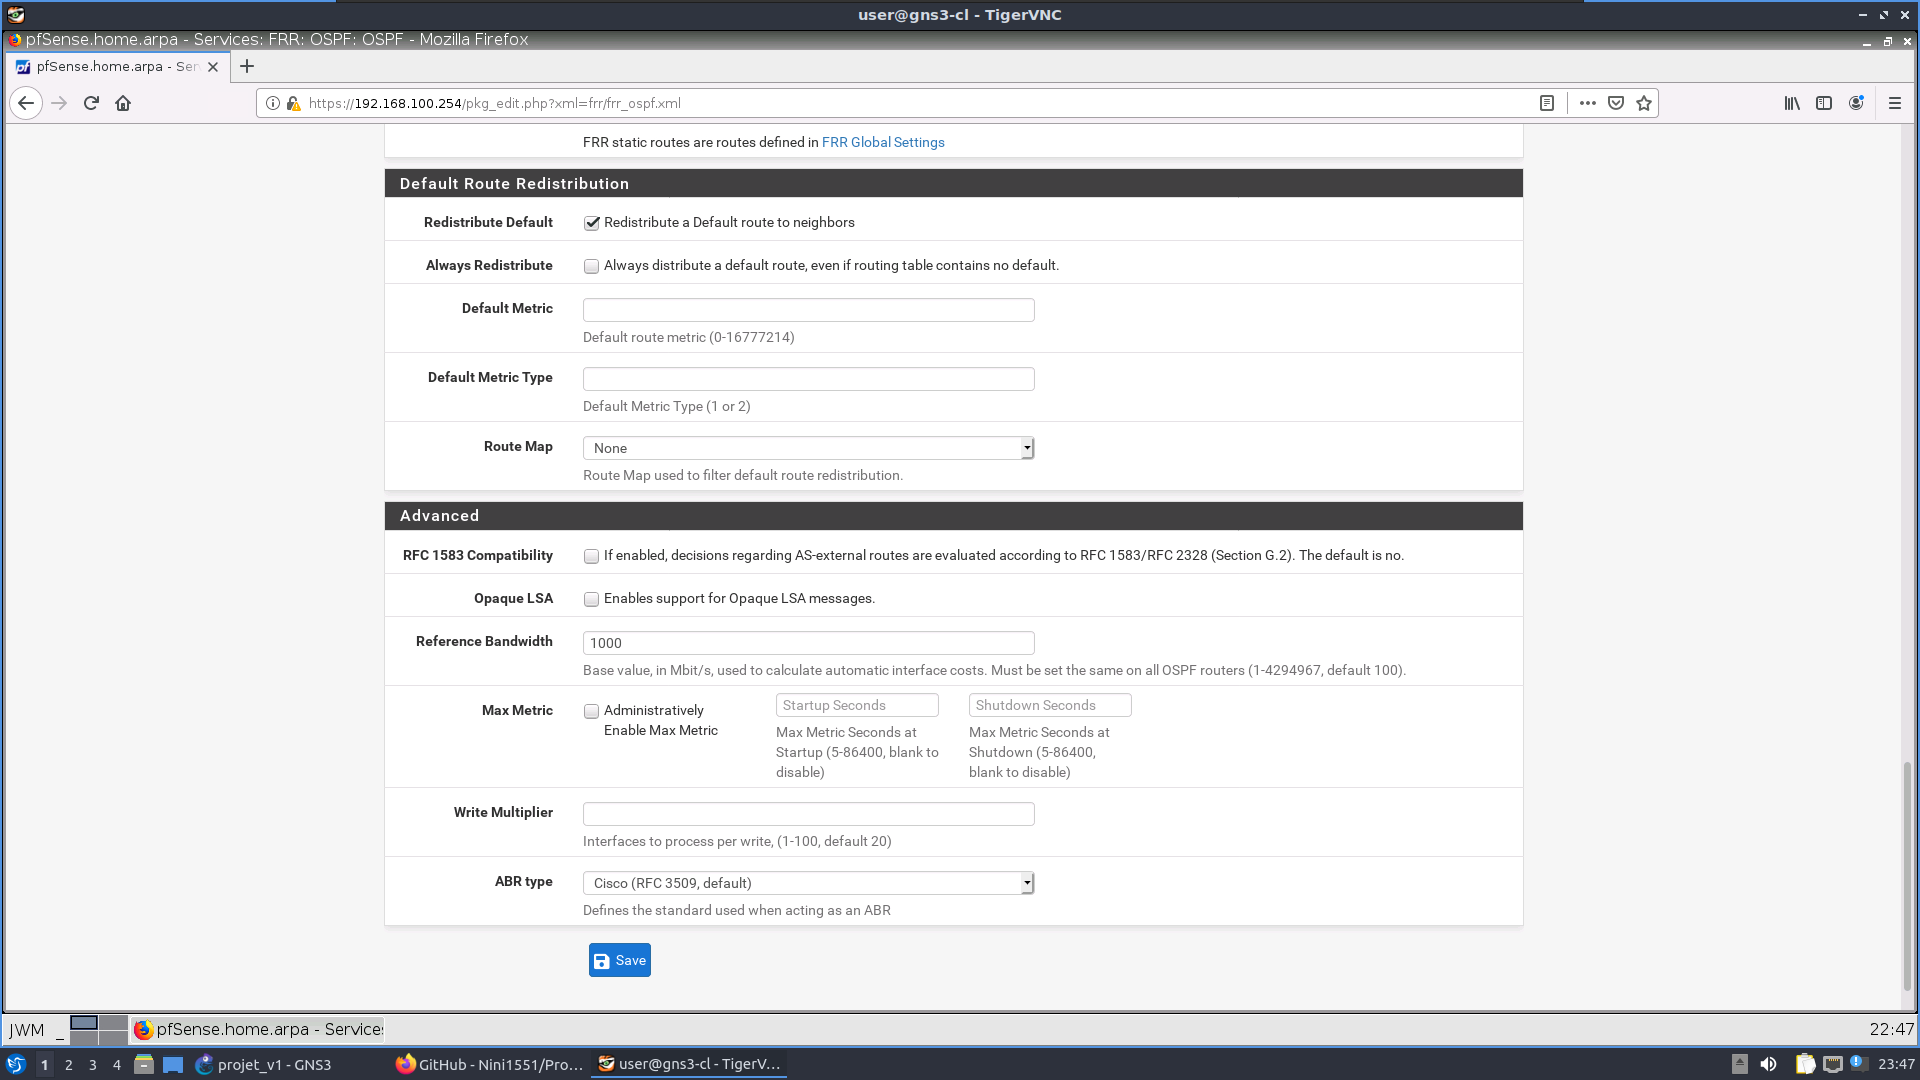 user@gns3-cl - TigerVNC
pfSense.home.arpa - Services: FRR: OSPF: OSPF - Mozilla Firefox
pfSense.home.arpa - Ser
https://192.168.100.254/pkg_edit.php?xml=frr/frr_ospf.xml
FRR static routes are routes defined in FRR Global Settings
Default Route Redistribution
Redistribute Default Redistribute a Default route to neighbors
Always Redistribute Always distribute a default route, even if routing table contains no default.
Default Metric
Default route metric (0-16777214)
Default Metric Type
Default Metric Type (1 or 2)
Route Map None
Route Map used to filter default route redistribution.
Advanced
RFC 1583 Compatibility If enabled, decisions regarding AS-external routes are evaluated according to RFC 1583/RFC 2328 (Section G.2). The default is no.
Opaque LSA Enables support for Opaque LSA messages.
Reference Bandwidth 1000
Base value, in Mbit/s, used to calculate automatic interface costs. Must be set the same on all OSPF routers (1-4294967, default 100).
Max Metric Administratively Enable Max Metric
Startup Seconds
Max Metric Seconds at Startup (5-86400, blank to disable)
Shutdown Seconds
Max Metric Seconds at Shutdown (5-86400, blank to disable)
Write Multiplier
Interfaces to process per write, (1-100, default 20)
ABR type Cisco (RFC 3509, default)
Defines the standard used when acting as an ABR
Save
JWM _ pfSense.home.arpa - Services 22:47
1 2 3 4 projet_v1 - GNS3 GitHub - Nini1551/Pro... user@gns3-cl - TigerV... 23:47